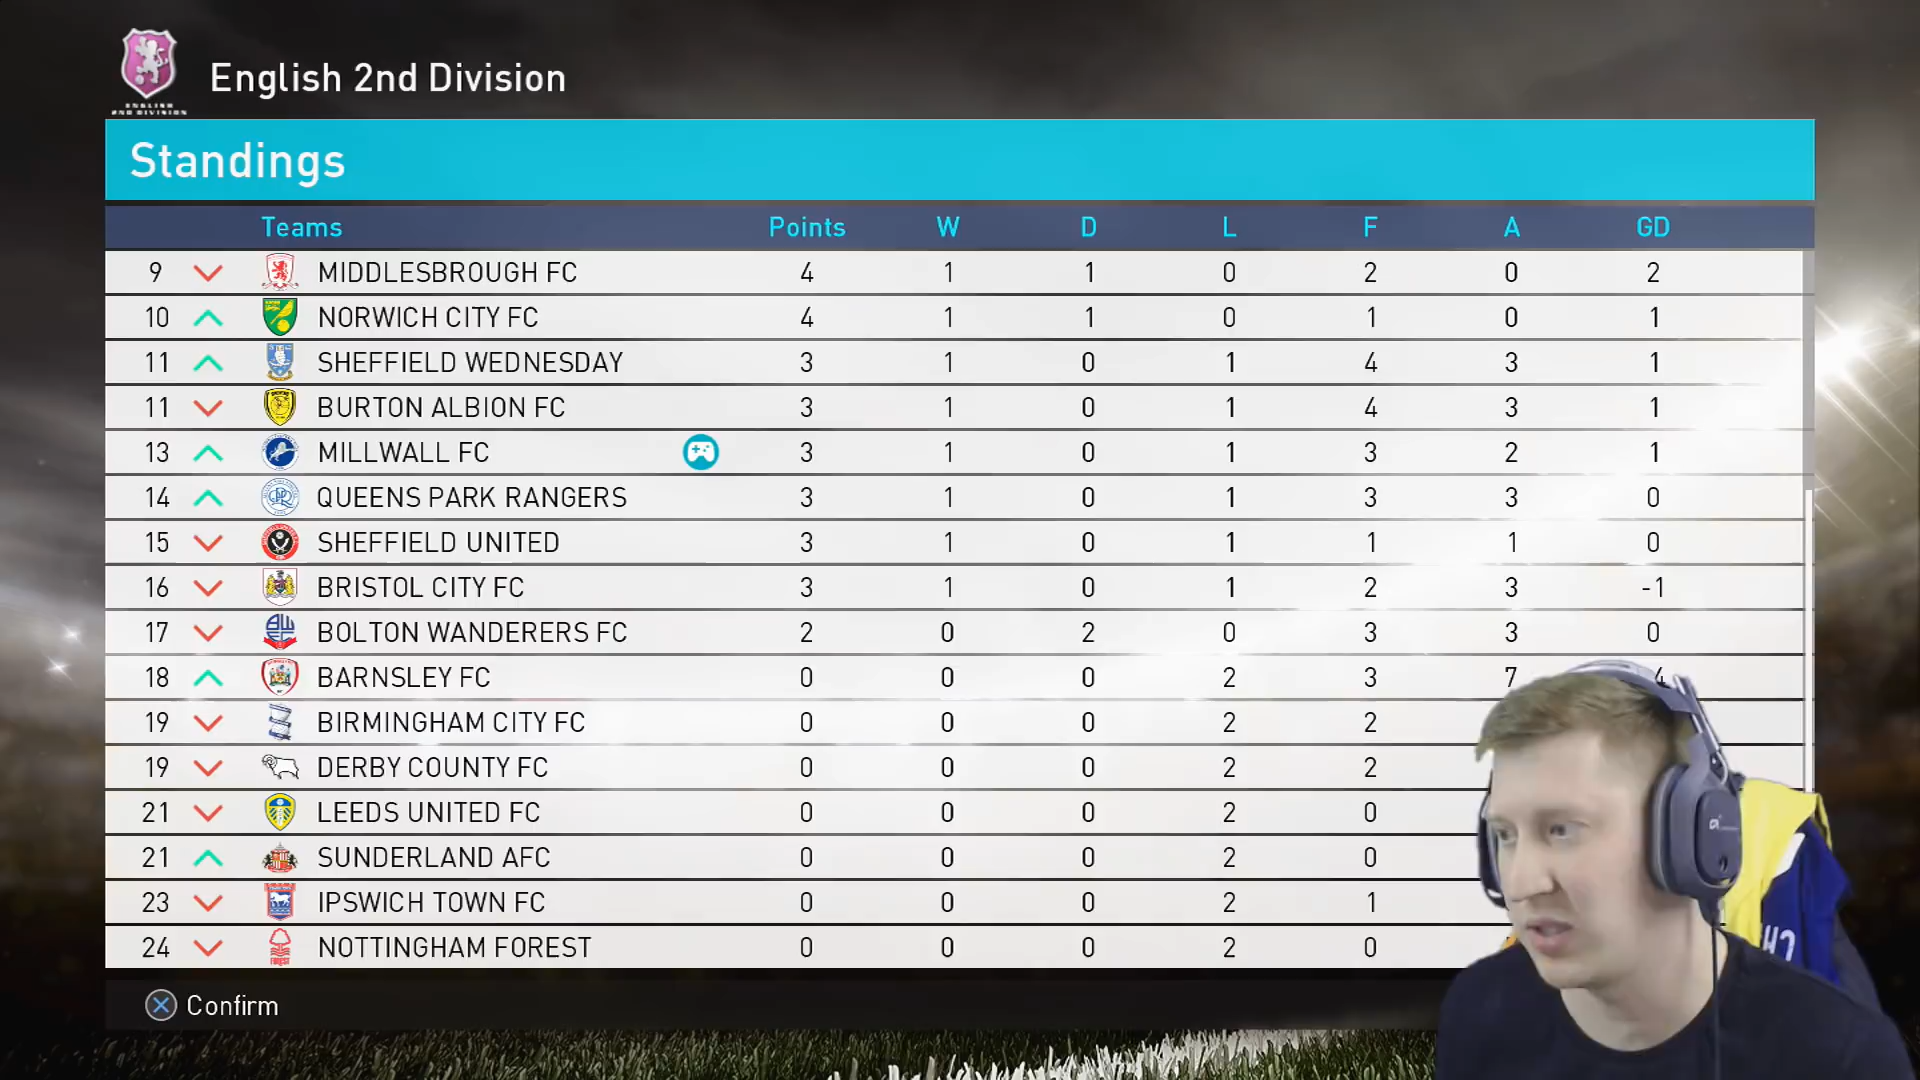 ENGLISH
2ND DIVISION
English 2nd Division
Standings
Teams Points W D L F A GD
9 MIDDLESBROUGH FC 4 1 1 0 2 0 2
10 NORWICH CITY FC 4 1 1 0 1 0 1
11 SHEFFIELD WEDNESDAY 3 1 0 1 4 3 1
11 BURTON ALBION FC 3 1 0 1 4 3 1
13 MILLWALL FC 3 1 0 1 3 2 1
14 QUEENS PARK RANGERS 3 1 0 1 3 3 0
15 SHEFFIELD UNITED 3 1 0 1 1 1 0
16 BRISTOL CITY FC 3 1 0 1 2 3 -1
17 BOLTON WANDERERS FC 2 0 2 0 3 3 0
18 BARNSLEY FC 0 0 0 2 3 7 4
19 BIRMINGHAM CITY FC 0 0 0 2 2
19 DERBY COUNTY FC 0 0 0 2 2
21 LEEDS UNITED FC 0 0 0 2 0
21 SUNDERLAND AFC 0 0 0 2 0
23 IPSWICH TOWN FC 0 0 0 2 1
24 NOTTINGHAM FOREST 0 0 0 2 0
Confirm